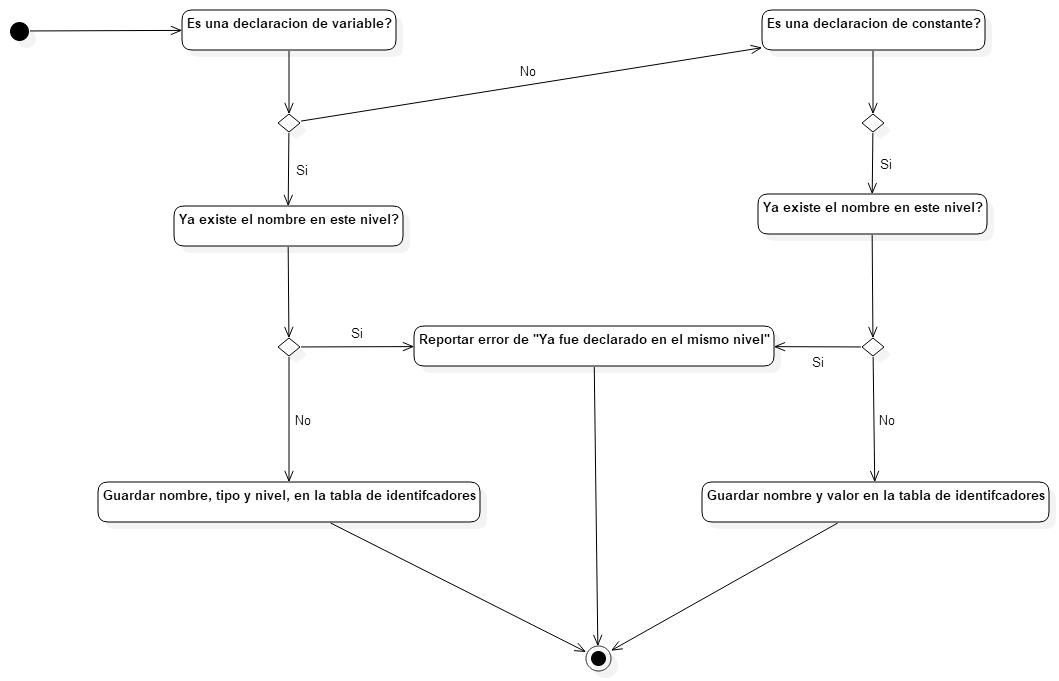 Es una declaracion de variable?
Es una declaracion de constante?
No
Si
Si
Ya existe el nombre en este nivel?
Ya existe el nombre en este nivel?
Si
Reportar error de "Ya fue declarado en el mismo nivel"
Si
No
No
Guardar nombre, tipo y nivel, en la tabla de identifcadores
Guardar nombre y valor en la tabla de identifcadores